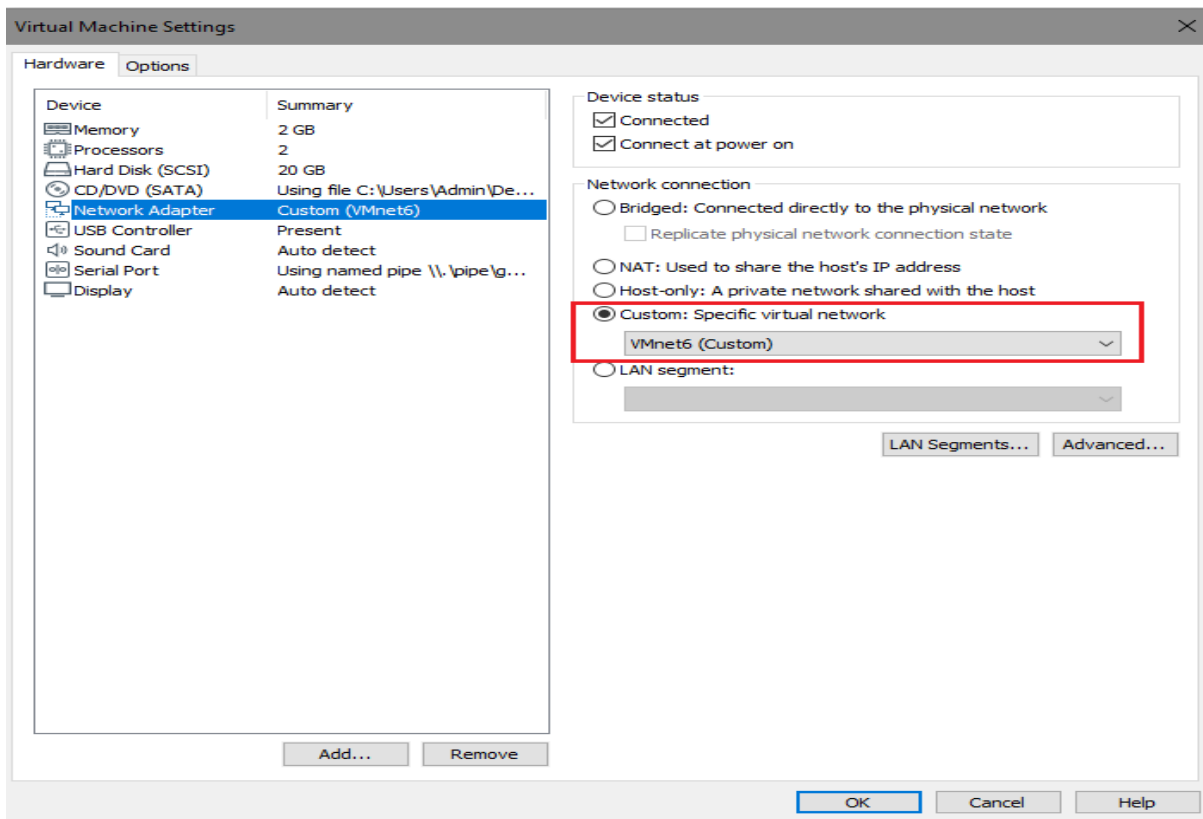 Virtual Machine Settings
Hardware Options
Device Summary
Memory 2 GB
Processors 2
Hard Disk (SCSI) 20 GB
CD/DVD (SATA) Using file C:\Users\Admin\De...
Network Adapter Custom (VMnet6)
USB Controller Present
Sound Card Auto detect
Serial Port Using named pipe \\.\pipe\g...
Display Auto detect
Add... Remove
Device status
Connected
Connect at power on
Network connection
Bridged: Connected directly to the physical network
Replicate physical network connection state
NAT: Used to share the host's IP address
Host-only: A private network shared with the host
Custom: Specific virtual network
VMnet6 (Custom)
LAN segment:
LAN Segments... Advanced...
OK Cancel Help